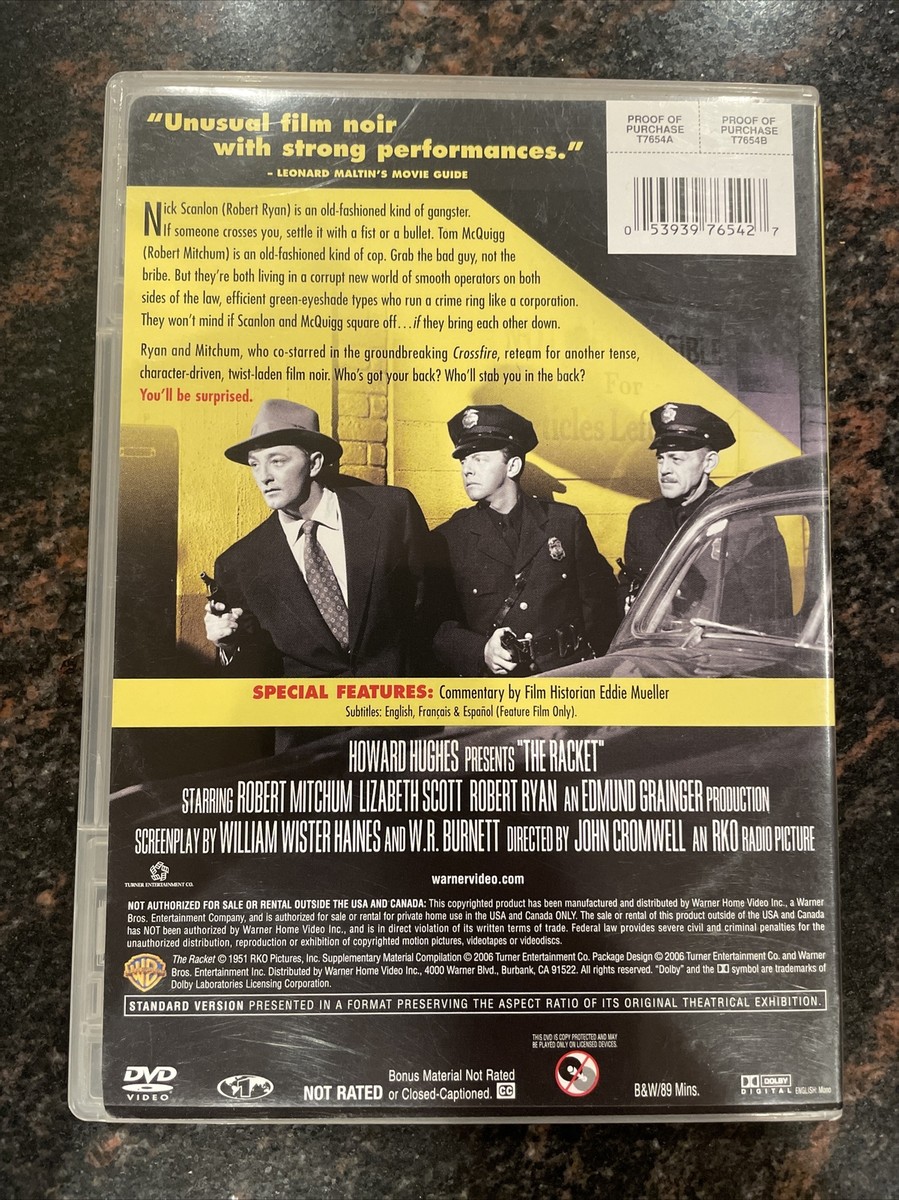 “Unusual film noir
with strong performances.”
– LEONARD MALTIN’S MOVIE GUIDE
PROOF OF PURCHASE T7654A
PROOF OF PURCHASE T7654B
0 53939 76542 7
Nick Scanlon (Robert Ryan) is an old-fashioned kind of gangster.
If someone crosses you, settle it with a fist or a bullet. Tom McQuigg
(Robert Mitchum) is an old-fashioned kind of cop. Grab the bad guy, not the
bribe. But they’re both living in a corrupt new world of smooth operators on both
sides of the law, efficient green-eyeshade types who run a crime ring like a corporation.
They won’t mind if Scanlon and McQuigg square off…if they bring each other down.
Ryan and Mitchum, who co-starred in the groundbreaking Crossfire, reteam for another tense,
character-driven, twist-laden film noir. Who’s got your back? Who’ll stab you in the back?
You’ll be surprised.
For
SPECIAL FEATURES: Commentary by Film Historian Eddie Mueller
Subtitles: English, Français & Español (Feature Film Only).
HOWARD HUGHES PRESENTS "THE RACKET"
STARRING ROBERT MITCHUM LIZABETH SCOTT ROBERT RYAN AN EDMUND GRAINGER PRODUCTION
SCREENPLAY BY WILLIAM WISTER HAINES AND W.R. BURNETT DIRECTED BY JOHN CROMWELL AN RKO RADIO PICTURE
TURNER ENTERTAINMENT CO.
warnervideo.com
NOT AUTHORIZED FOR SALE OR RENTAL OUTSIDE THE USA AND CANADA: This copyrighted product has been manufactured and distributed by Warner Home Video Inc., a Warner
Bros. Entertainment Company, and is authorized for sale or rental for private home use in the USA and Canada ONLY. The sale or rental of this product outside of the USA and Canada
has NOT been authorized by Warner Home Video Inc., and is in direct violation of its written terms of trade. Federal law provides severe civil and criminal penalties for the
unauthorized distribution, reproduction or exhibition of copyrighted motion pictures, videotapes or videodiscs.
The Racket © 1951 RKO Pictures, Inc. Supplementary Material Compilation © 2006 Turner Entertainment Co. Package Design © 2006 Turner Entertainment Co. and Warner
Bros. Entertainment Inc. Distributed by Warner Home Video Inc., 4000 Warner Blvd., Burbank, CA 91522. All rights reserved. “Dolby” and the DD symbol are trademarks of
Dolby Laboratories Licensing Corporation.
STANDARD VERSION PRESENTED IN A FORMAT PRESERVING THE ASPECT RATIO OF ITS ORIGINAL THEATRICAL EXHIBITION.
THIS DVD IS COPY PROTECTED AND MAY
BE PLAYED ONLY ON LICENSED DEVICES.
DVD VIDEO
1
NOT RATED
Bonus Material Not Rated
or Closed-Captioned. CC
B&W/89 Mins.
DOLBY DIGITAL ENGLISH: Mono